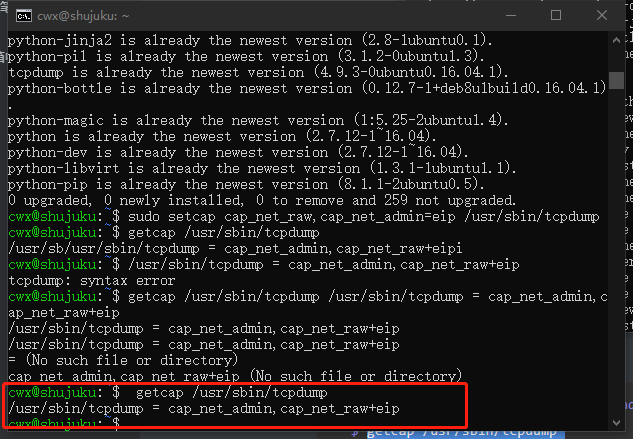 cwx@shujuku: ~
python-jinja2 is already the newest version (2.8-1ubuntu0.1).
python-pil is already the newest version (3.1.2-0ubuntu1.3).
tcpdump is already the newest version (4.9.3-0ubuntu0.16.04.1).
python-bottle is already the newest version (0.12.7-1+deb8u1build0.16.04.1)
.
python-magic is already the newest version (1:5.25-2ubuntu1.4).
python is already the newest version (2.7.12-1~16.04).
python-dev is already the newest version (2.7.12-1~16.04).
python-libvirt is already the newest version (1.3.1-1ubuntu1.1).
python-pip is already the newest version (8.1.1-2ubuntu0.5).
0 upgraded, 0 newly installed, 0 to remove and 259 not upgraded.
cwx@shujuku:~$ sudo setcap cap_net_raw,cap_net_admin=eip /usr/sbin/tcpdump
cwx@shujuku:~$ getcap /usr/sbin/tcpdump
/usr/sb/usr/sbin/tcpdump = cap_net_admin,cap_net_raw+eipi
cwx@shujuku:~$ /usr/sbin/tcpdump = cap_net_admin,cap_net_raw+eip
tcpdump: syntax error
cwx@shujuku:~$ getcap /usr/sbin/tcpdump /usr/sbin/tcpdump = cap_net_admin,c
ap_net_raw+eip
/usr/sbin/tcpdump = cap_net_admin,cap_net_raw+eip
/usr/sbin/tcpdump = cap_net_admin,cap_net_raw+eip
= (No such file or directory)
cap_net_admin,cap_net_raw+eip (No such file or directory)
cwx@shujuku:~$  getcap /usr/sbin/tcpdump
/usr/sbin/tcpdump = cap_net_admin,cap_net_raw+eip
cwx@shujuku:~$
$ getcap /usr/sbin/tcpdump